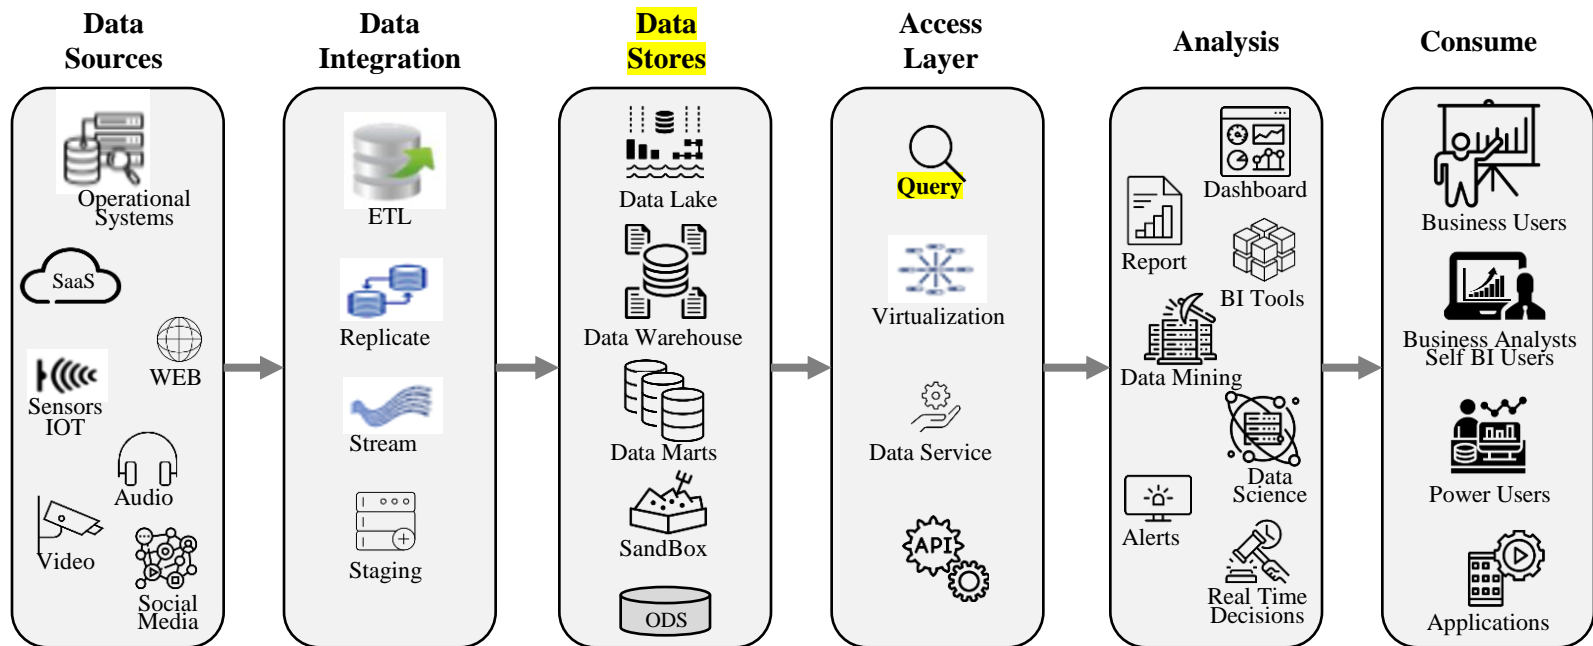 Data
Sources
Data
Integration
Data
Stores
Access
Layer
Analysis
Consume
Operational
Systems
SaaS
WEB
Sensors
IOT
Audio
Video
Social
Media
ETL
Replicate
Stream
Staging
Data Lake
Data Warehouse
Data Marts
SandBox
ODS
Query
Virtualization
Data Service
API
Dashboard
Report
BI Tools
Data Mining
Data
Science
Alerts
Real Time
Decisions
Business Users
Business Analysts
Self BI Users
Power Users
Applications